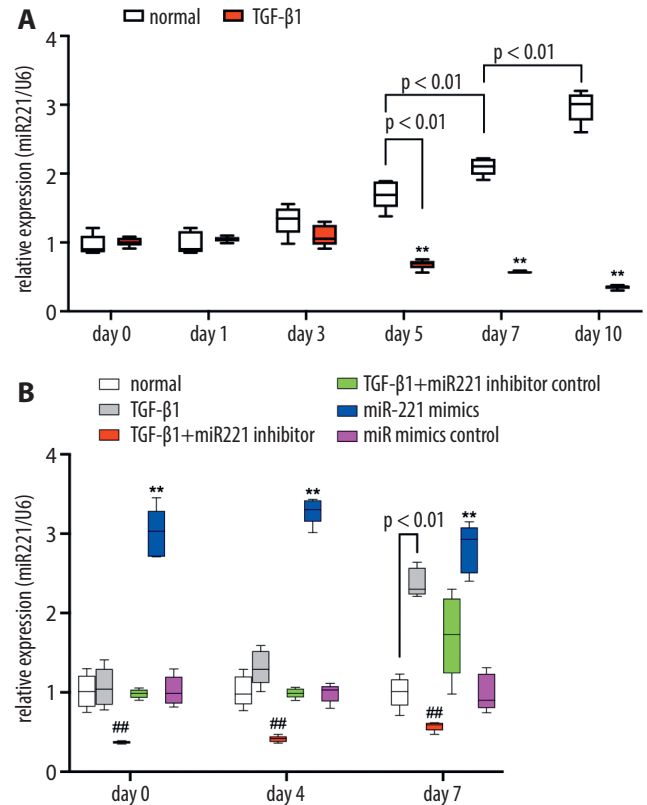 A
normal TGF-β1
relative expression (miR221/U6)
4
3
2
1
0
p < 0.01
p < 0.01
p < 0.01
** ** **
day 0 day 1 day 3 day 5 day 7 day 10
B
normal TGF-β1+miR221 inhibitor control
TGF-β1 miR-221 mimics
TGF-β1+miR221 inhibitor miR mimics control
relative expression (miR221/U6)
4
3
2
1
0
** ** **
p < 0.01
## ## ##
day 0 day 4 day 7